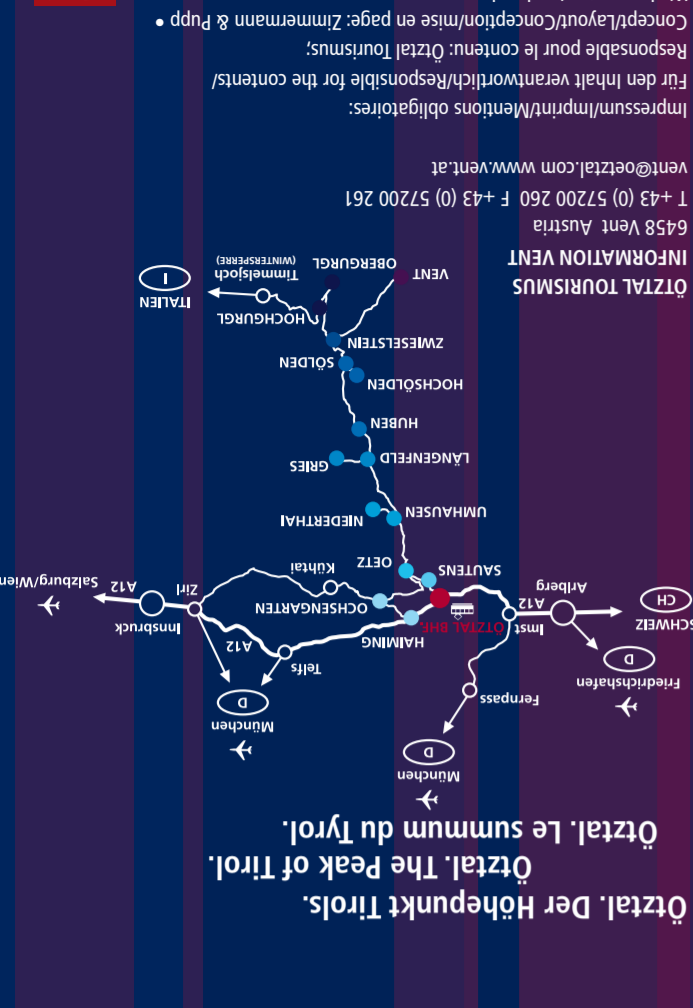 Ötztal. Der Höhepunkt Tirols.
Ötztal. The Peak of Tirol.
Ötztal. Le summum du Tyrol.
München
D
München
D
Fernpass
Telfs
Friedrichshafen
D
SCHWEIZ
CH
Arlberg
A12
Imst
ÖTZTAL BHF.
HAIMING
A12
Zirl
Innsbruck
A12
Salzburg/Wien
OCHSENGARTEN
Kühtai
SAUTENS
OETZ
UMHAUSEN
NIEDERTHAI
LÄNGENFELD
GRIES
HUBEN
HOCHSÖLDEN
SÖLDEN
ZWIESELSTEIN
HOCHGURGL
VENT
OBERGURGL
Timmelsjoch
(WINTERSPERRE)
ITALIEN
I
ÖTZTAL TOURISMUS
INFORMATION VENT
6458 Vent Austria
T +43 (0) 57200 260 F +43 (0) 57200 261
vent@oetztal.com www.vent.at
Impressum/Imprint/Mentions obligatoires:
Für den Inhalt verantwortlich/Responsible for the contents/
Responsable pour le contenu: Ötztal Tourismus;
Concept/Layout/Conception/mise en page: Zimmermann & Pupp •